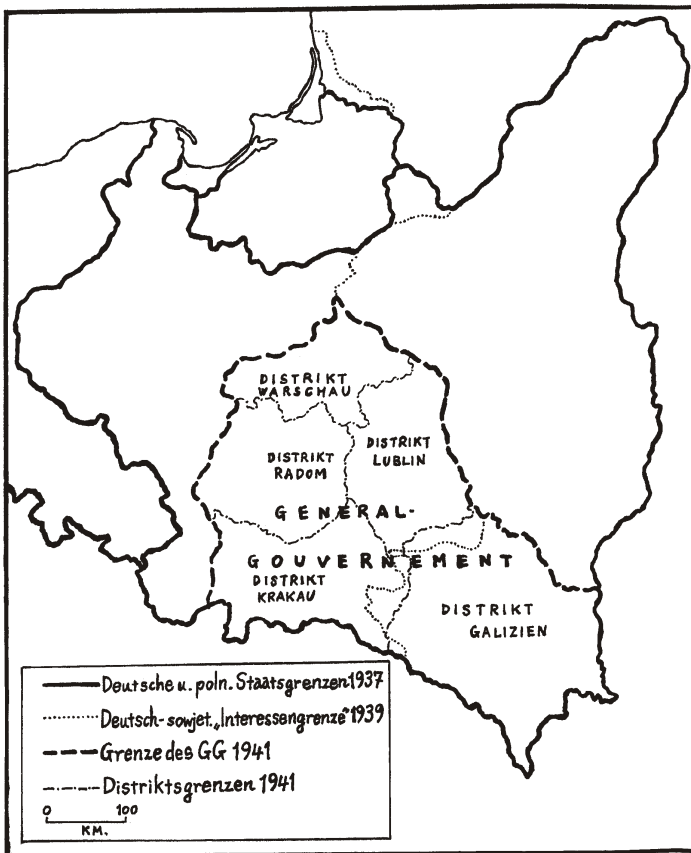 DISTRIKT
WARSCHAU
DISTRIKT
LUBLIN
DISTRIKT
RADOM
GENERAL-
GOUVERNEMENT
DISTRIKT
KRAKAU
DISTRIKT
GALIZIEN
Deutsche u. poln. Staatsgrenzen 1937
Deutsch-sowjet. „Interessengrenze" 1939
Grenze des GG 1941
Distriktsgrenzen 1941
0 100
KM.